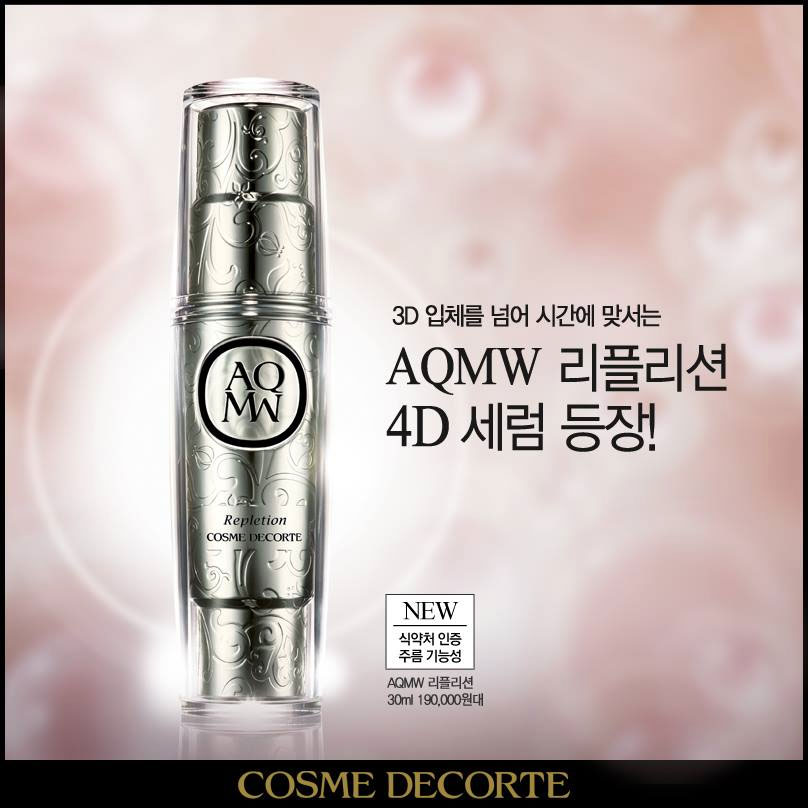 AQ
MW
Repletion
COSME DECORTE
3D 입체를 넘어 시간에 맞서는
AQMW 리플리션
4D 세럼 등장!
NEW
식약처 인증
주름 기능성
AQMW 리플리션
30ml 190,000원대
COSME DECORTE